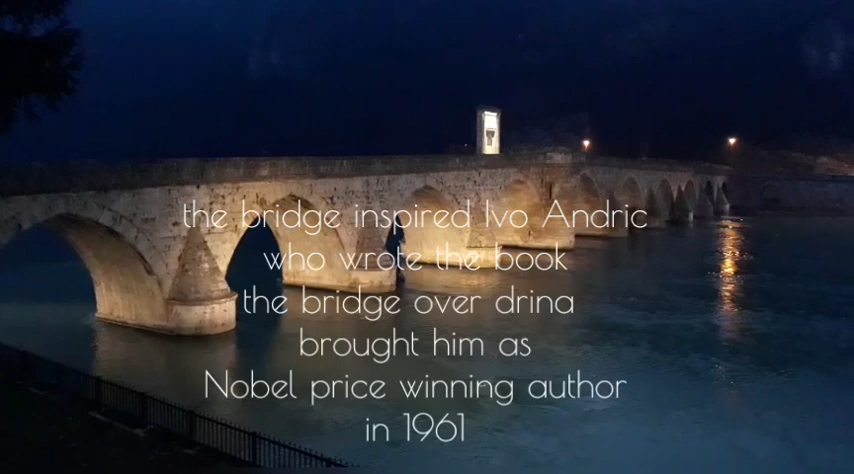 the bridge inspired Ivo Andric
who wrote the book
the bridge over drina
brought him as
Nobel price winning author
in 1961